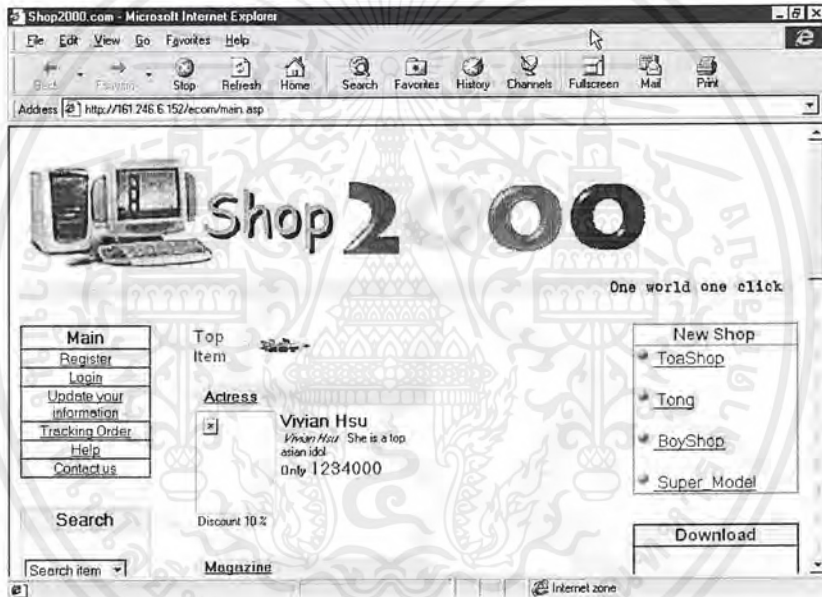 Shop2000.com - Microsoft Internet Explorer
File Edit View Go Favorites Help
Back Forward Stop Refresh Home Search Favorites History Channels Fullscreen Mail Print
Address http://161.246.6.152/ecom/main.asp
Shop 2 00
One world one click
Main
Register
Login
Update your
information
Tracking Order
Help
Contact us
Search
Search item
Top
Item
Actress
Vivian Hsu
Vivian Hsu She is a top
asian idol
Only 1234000
Discount 10 %
Magazine
New Shop
ToaShop
Tong
BoyShop
Super_Model
Download
Internet zone